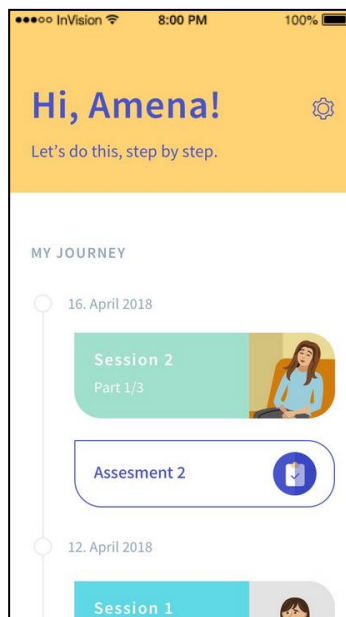 InVision 8:00 PM 100%
Hi, Amena!
Let's do this, step by step.
MY JOURNEY
16. April 2018
Session 2
Part 1/3
Assesment 2
12. April 2018
Session 1